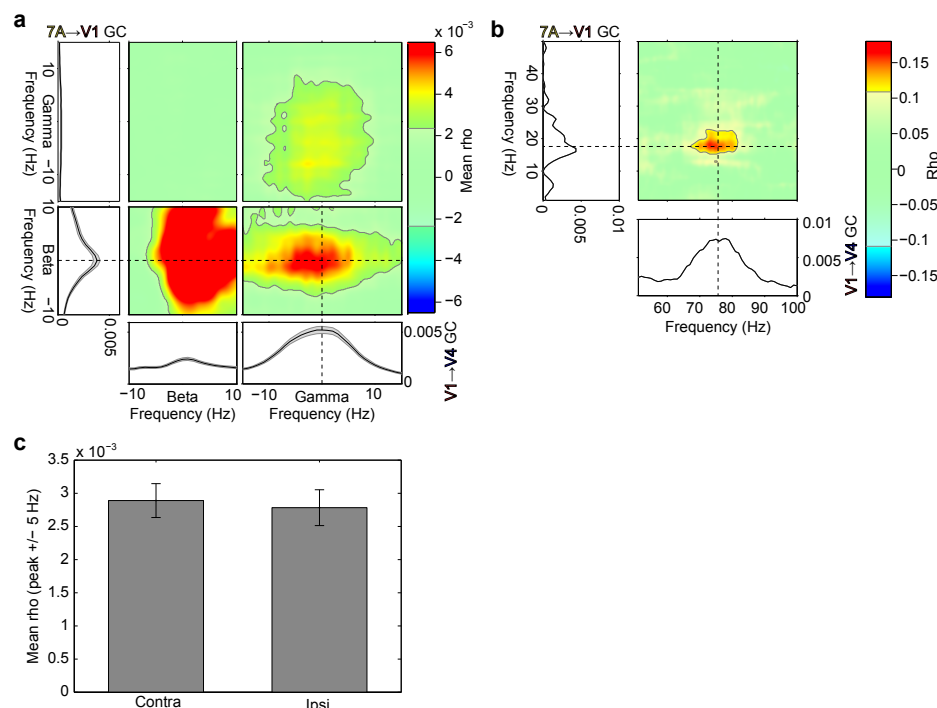 a
7A→V1 GC
x 10⁻³
10
Gamma
−10
Frequency (Hz)
6
4
2
0
−2
−4
−6
Mean rho
10
Beta
−10
Frequency (Hz)
0
0.005
0.005
0
V1→V4 GC
−10
Beta
10
−10
Gamma
Frequency (Hz)
Frequency (Hz)
b
7A→V1 GC
40
30
20
10
Frequency (Hz)
0
0.005
0.01
0.15
0.1
0.05
0
−0.05
−0.1
−0.15
Rho
0.01
0.005
0
V1→V4 GC
60
70
80
90
100
Frequency (Hz)
c
x 10⁻³
3.5
3
2.5
2
1.5
1
0.5
0
Mean rho (peak +/− 5 Hz)
Contra
Ipsi